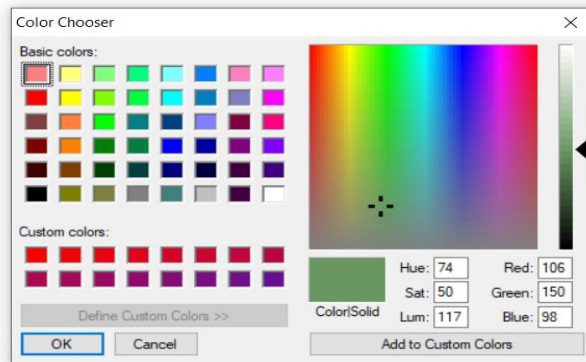 Color Chooser
Basic colors:
Custom colors:
Define Custom Colors >>
OK Cancel
Color|Solid
Hue: 74 Red: 106
Sat: 50 Green: 150
Lum: 117 Blue: 98
Add to Custom Colors